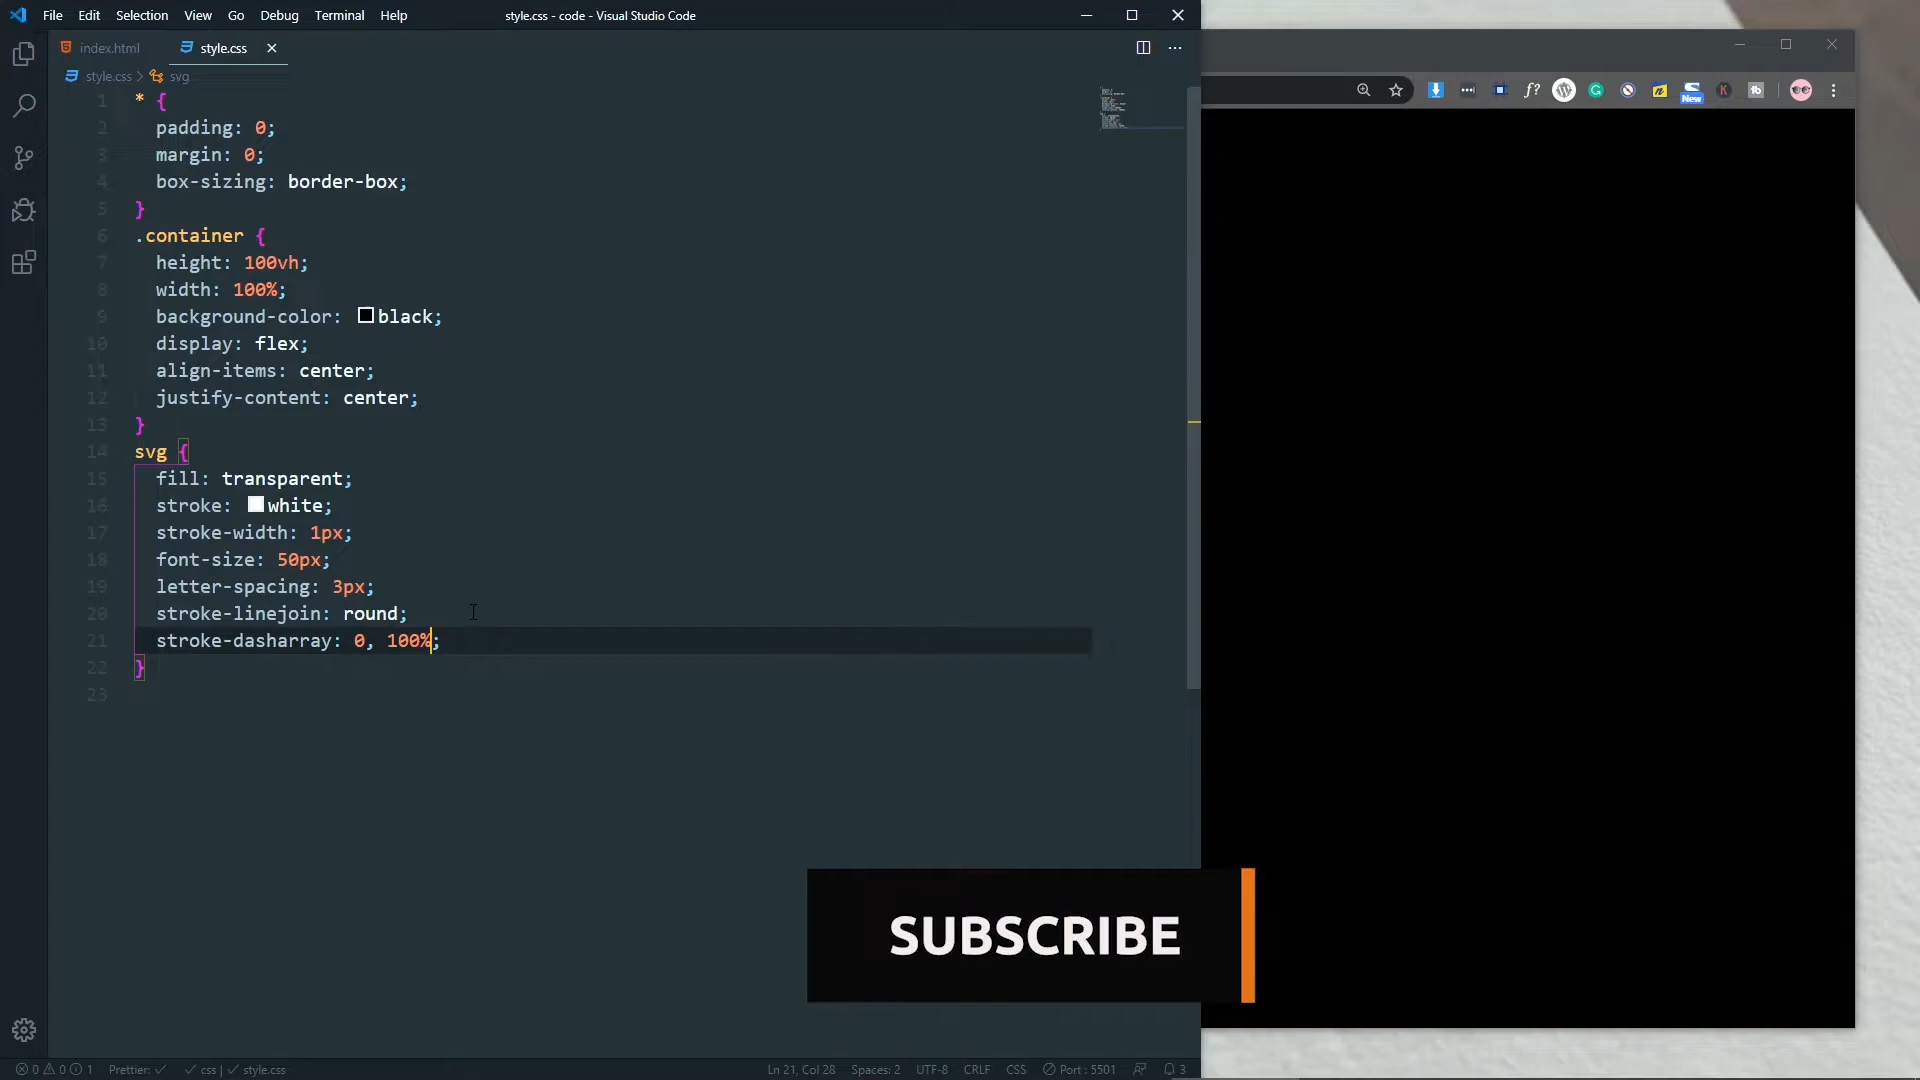 File Edit Selection View Go Debug Terminal Help style.css - code - Visual Studio Code
index.html style.css
style.css > svg
1 * {
2 padding: 0;
3 margin: 0;
4 box-sizing: border-box;
5 }
6 .container {
7 height: 100vh;
8 width: 100%;
9 background-color: black;
10 display: flex;
11 align-items: center;
12 justify-content: center;
13 }
14 svg {
15 fill: transparent;
16 stroke: white;
17 stroke-width: 1px;
18 font-size: 50px;
19 letter-spacing: 3px;
20 stroke-linejoin: round;
21 stroke-dasharray: 0, 100%;
22 }
23
f?
New
K
SUBSCRIBE
0 0 1 Prettier: ✓ ✓ css | ✓ style.css Ln 21, Col 28 Spaces: 2 UTF-8 CRLF CSS Port : 5501 3